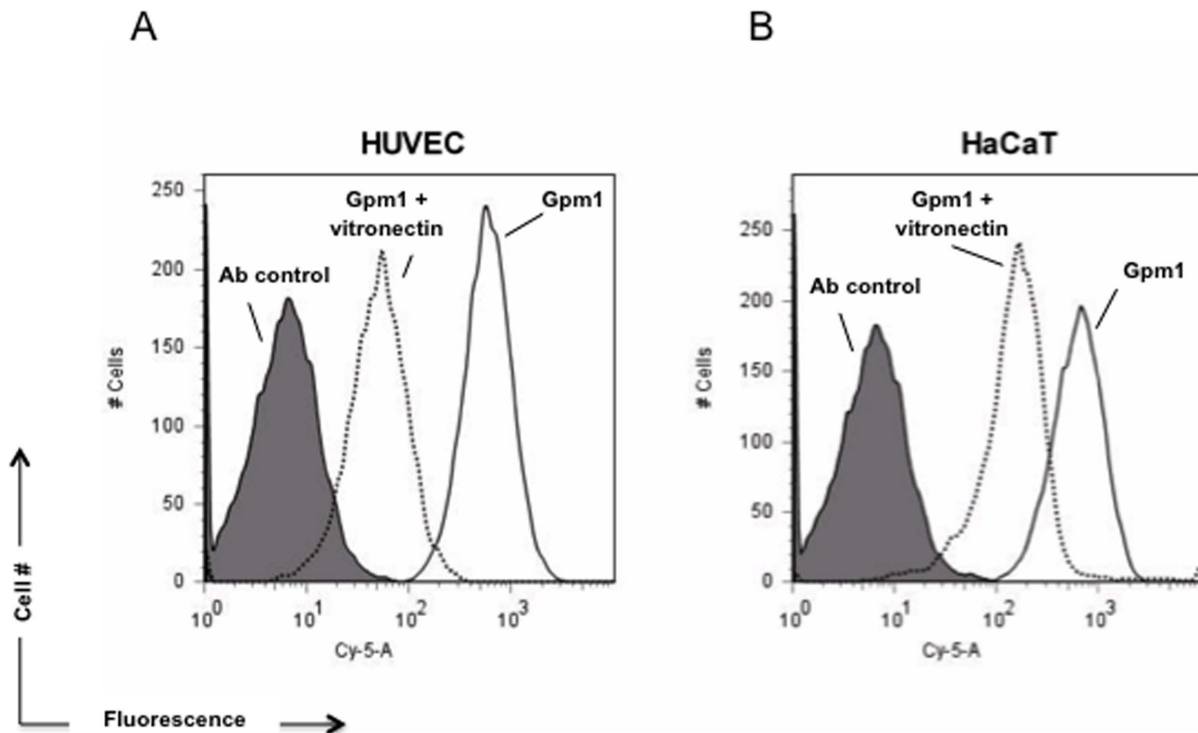 A
HUVEC
250
200
150
100
50
0
# Cells
Ab control
Gpm1 +
vitronectin
Gpm1
10^0 10^1 10^2 10^3
Cy-5-A
B
HaCaT
250
200
150
100
50
0
# Cells
Ab control
Gpm1 +
vitronectin
Gpm1
10^0 10^1 10^2 10^3
Cy-5-A
Cell #
Fluorescence